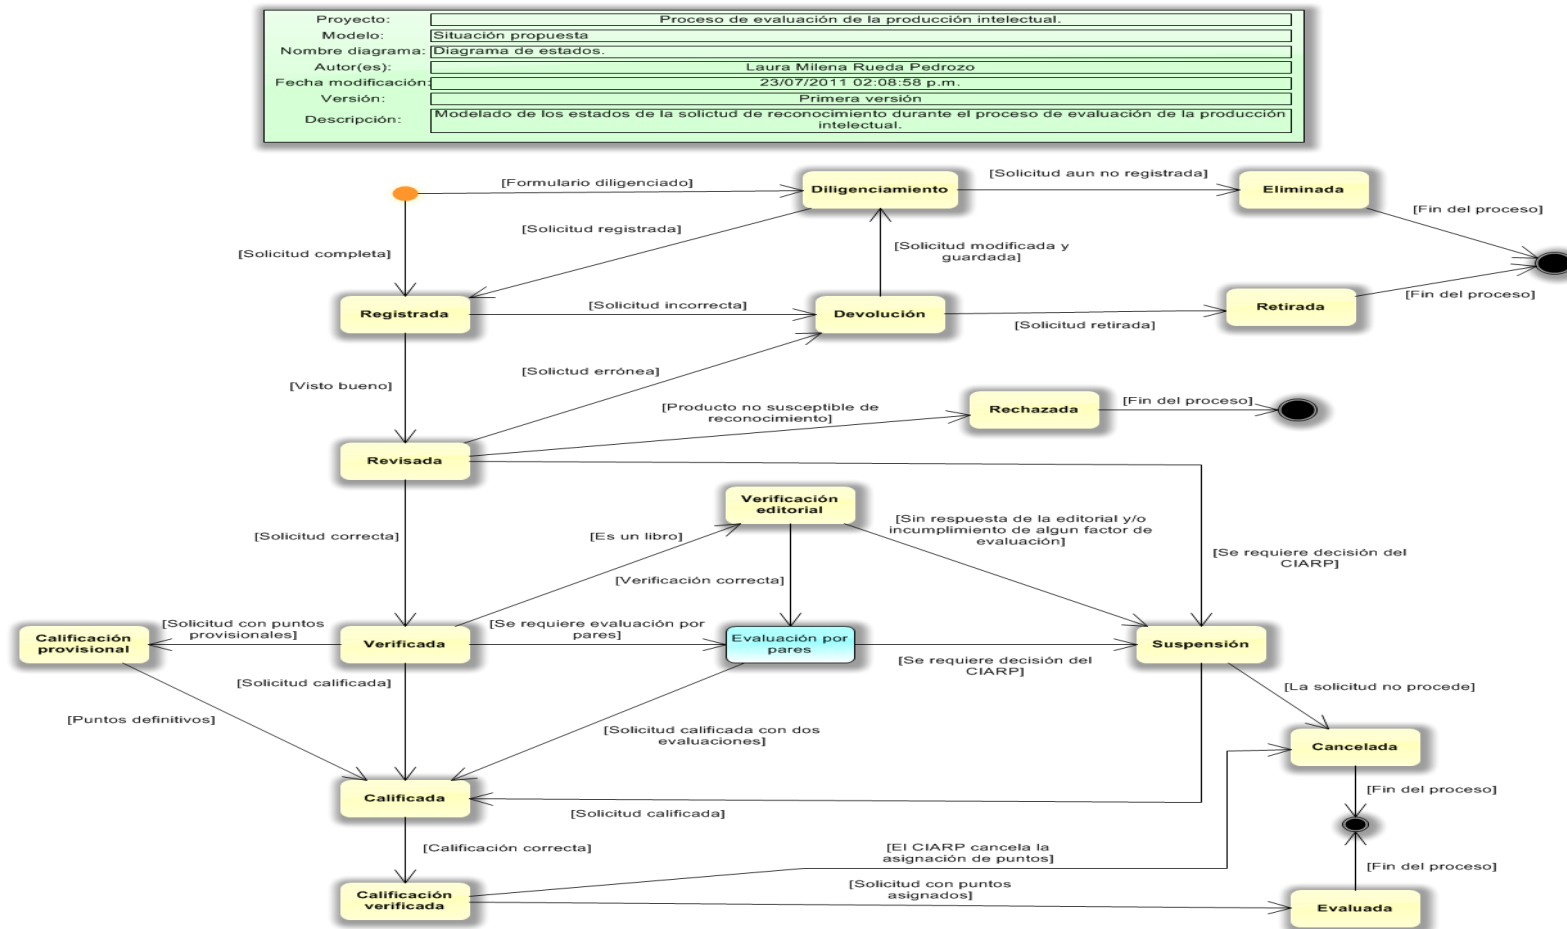 Proyecto: Proceso de evaluación de la producción intelectual.
Modelo: Situación propuesta
Nombre diagrama: Diagrama de estados.
Autor(es): Laura Milena Rueda Pedrozo
Fecha modificación: 23/07/2011 02:08:58 p.m.
Versión: Primera versión
Descripción: Modelado de los estados de la solictud de reconocimiento durante el proceso de evaluación de la producción
intelectual.
[Formulario diligenciado]
Diligenciamiento
[Solicitud aun no registrada]
Eliminada
[Fin del proceso]
[Solicitud registrada]
[Solicitud completa]
[Solicitud modificada y
guardada]
Registrada
[Solicitud incorrecta]
Devolución
[Solicitud retirada]
Retirada
[Fin del proceso]
[Visto bueno]
[Solictud errónea]
[Producto no susceptible de
reconocimiento]
Rechazada
[Fin del proceso]
Revisada
Verificación
editorial
[Solicitud correcta]
[Es un libro]
[Sin respuesta de la editorial y/o
incumplimiento de algun factor de
evaluación]
[Se requiere decisión del
CIARP]
[Verificación correcta]
Calificación
provisional
[Solicitud con puntos
provisionales]
Verificada
[Se requiere evaluación por
pares]
Evaluación por
pares
[Se requiere decisión del
CIARP]
Suspensión
[Solicitud calificada]
[La solicitud no procede]
[Puntos definitivos]
[Solicitud calificada con dos
evaluaciones]
Cancelada
Calificada
[Solicitud calificada]
[Fin del proceso]
[Calificación correcta]
[El CIARP cancela la
asignación de puntos]
[Fin del proceso]
Calificación
verificada
[Solicitud con puntos
asignados]
Evaluada